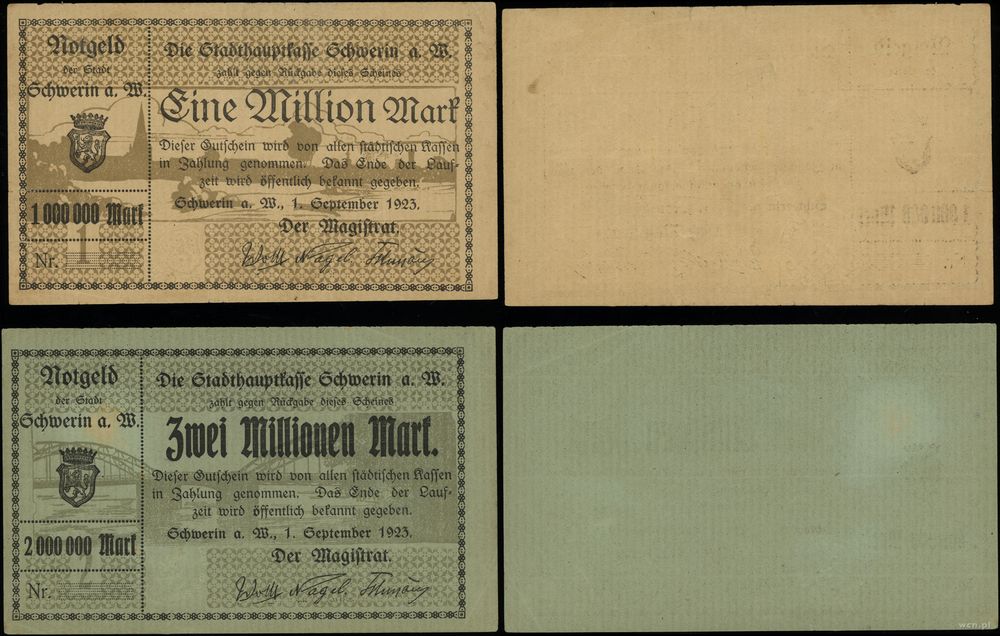 Notgeld
der Stadt
Schwerin a. W.
1 000 000 Mark
1
Nr.
Die Stadthauptkasse Schwerin a. W.
zahlt gegen Rückgabe dieses Scheines
Eine Million Mark
Dieser Gutschein wird von allen städtischen Kassen
in Zahlung genommen. Das Ende der Lauf-
zeit wird öffentlich bekannt gegeben.
Schwerin a. W., 1. September 1923.
Der Magistrat.
Notgeld
der Stadt
Schwerin a. W.
2 000 000 Mark
Nr.
Die Stadthauptkasse Schwerin a. W.
zahlt gegen Rückgabe dieses Scheines
Zwei Millionen Mark.
Dieser Gutschein wird von allen städtischen Kassen
in Zahlung genommen. Das Ende der Lauf-
zeit wird öffentlich bekannt gegeben.
Schwerin a. W., 1. September 1923.
Der Magistrat.
wcn.pl